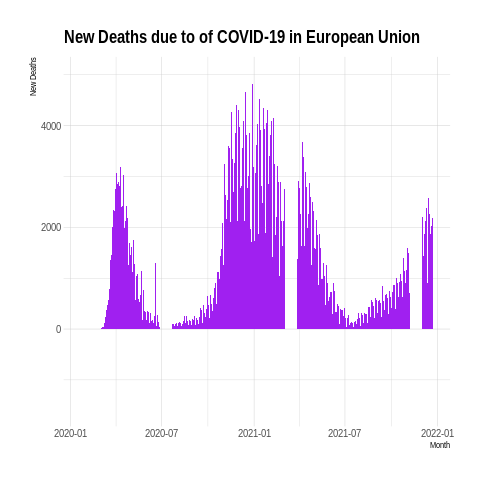 New Deaths due to of COVID-19 in European Union
New Deaths
4000
2000
0
2020-01 2020-07 2021-01 2021-07 2022-01
Month